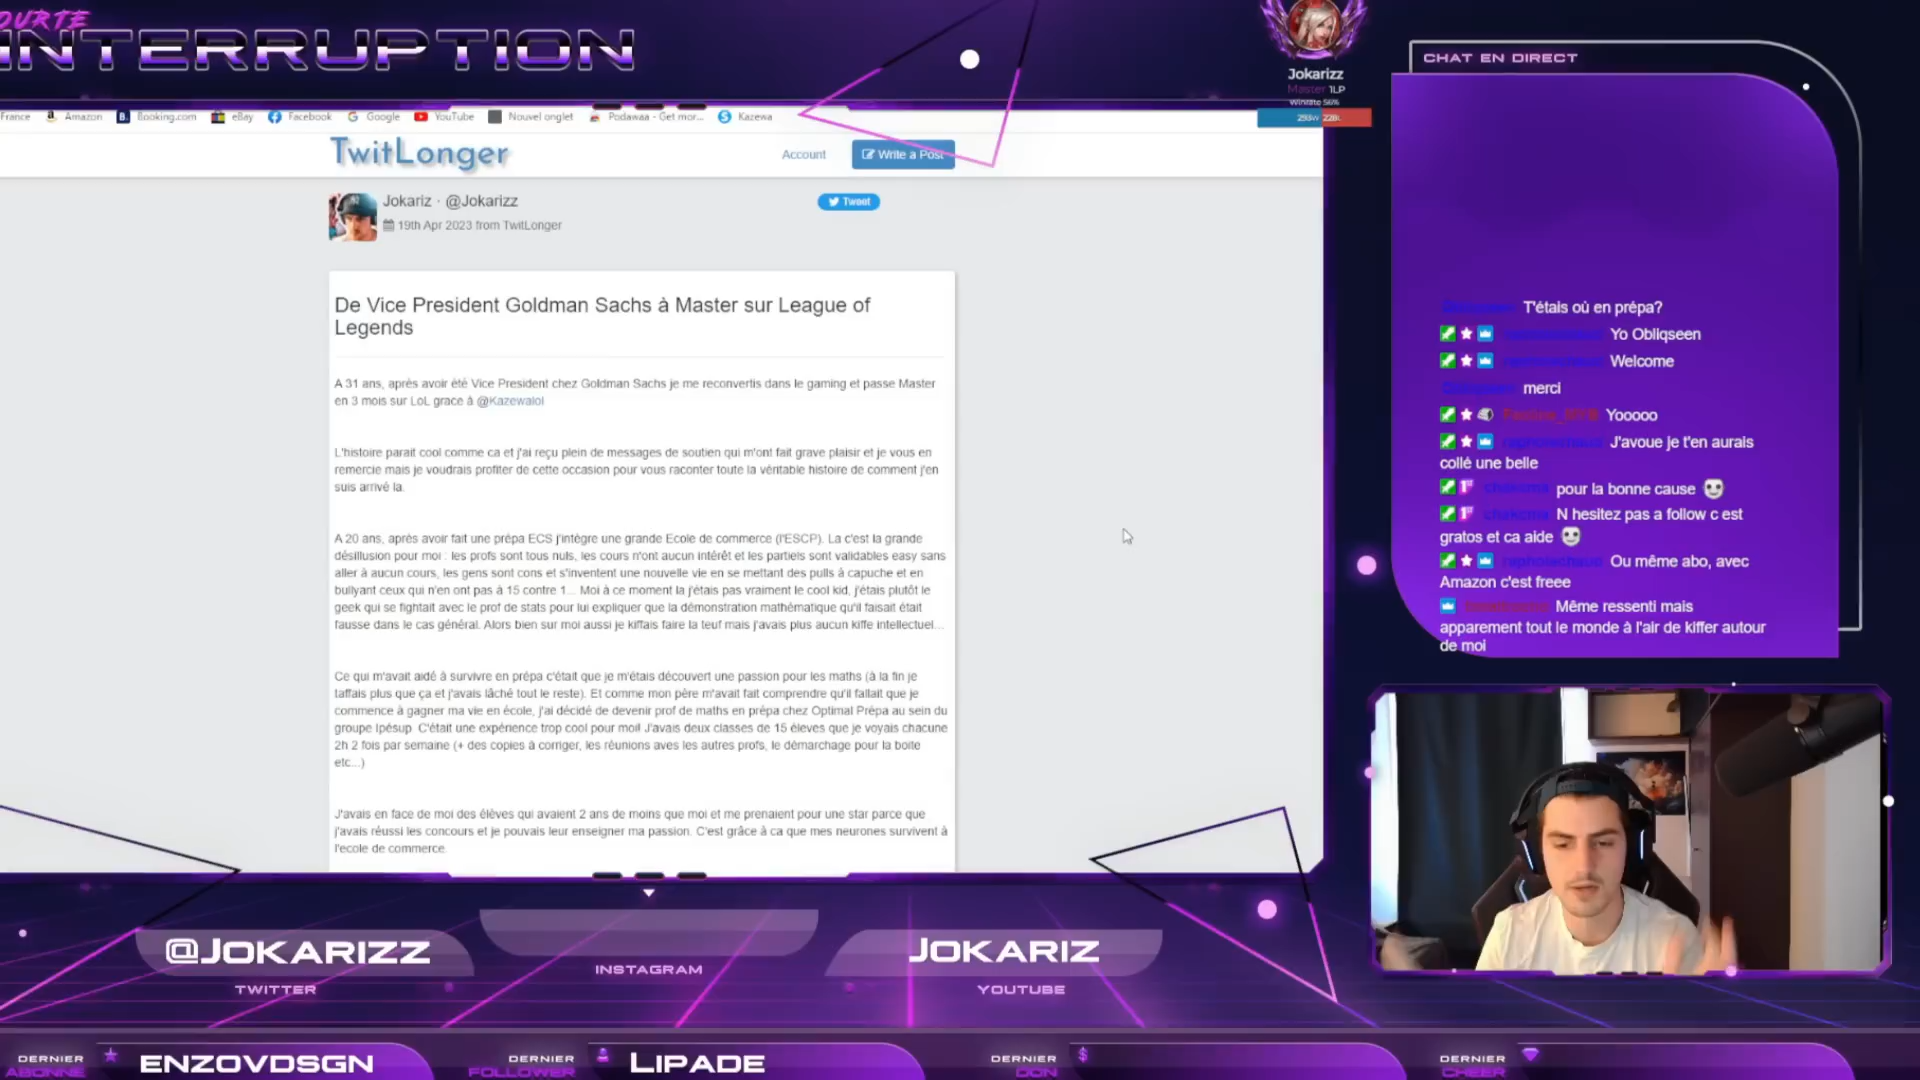 INTERRUPTION
France Amazon Booking.com eBay Facebook Google YouTube Nouvel onglet Podawaa - Get mor... Kazewa
TwitLonger
Account
Write a Post
Jokariz · @Jokarizz
19th Apr 2023 from TwitLonger
Tweet
De Vice President Goldman Sachs à Master sur League of
Legends
A 31 ans, après avoir été Vice President chez Goldman Sachs je me reconvertis dans le gaming et passe Master
en 3 mois sur LoL grace à @Kazewalol
L'histoire parait cool comme ca et j'ai reçu plein de messages de soutien qui m'ont fait grave plaisir et je vous en
remercie mais je voudrais profiter de cette occasion pour vous raconter toute la véritable histoire de comment j'en
suis arrivé la.
A 20 ans, après avoir fait une prépa ECS j'intègre une grande Ecole de commerce (l'ESCP). La c'est la grande
désillusion pour moi : les profs sont tous nuls, les cours n'ont aucun intérêt et les partiels sont validables easy sans
aller à aucun cours, les gens sont cons et s'inventent une nouvelle vie en se mettant des pulls à capuche et en
bullyant ceux qui n'en ont pas à 15 contre 1... Moi à ce moment la j'étais pas vraiment le cool kid, j'étais plutôt le
geek qui se fightait avec le prof de stats pour lui expliquer que la démonstration mathématique qu'il faisait était
fausse dans le cas général. Alors bien sur moi aussi je kiffais faire la teuf mais j'avais plus aucun kiffe intellectuel...
Ce qui m'avait aidé à survivre en prépa c'était que je m'étais découvert une passion pour les maths (à la fin je
taffais plus que ça et j'avais lâché tout le reste). Et comme mon père m'avait fait comprendre qu'il fallait que je
commence à gagner ma vie en école, j'ai décidé de devenir prof de maths en prépa chez Optimal Prépa au sein du
groupe Ipésup. C'était une expérience trop cool pour moi! J'avais deux classes de 15 éleves que je voyais chacune
2h 2 fois par semaine (+ des copies à corriger, les réunions aves les autres profs, le démarchage pour la boite
etc...)
J'avais en face de moi des élèves qui avaient 2 ans de moins que moi et me prenaient pour une star parce que
j'avais réussi les concours et je pouvais leur enseigner ma passion. C'est grâce à ca que mes neurones survivent à
l'ecole de commerce.
Jokarizz
Master 1LP
Winrate 56%
CHAT EN DIRECT
T'étais où en prépa?
Yo Obliqseen
Welcome
merci
Yooooo
J'avoue je t'en aurais
collé une belle
pour la bonne cause
N hesitez pas a follow c est
gratos et ca aide
Ou même abo, avec
Amazon c'est freee
Même ressenti mais
apparement tout le monde à l'air de kiffer autour
de moi
@JOKARIZZ
TWITTER
INSTAGRAM
JOKARIZ
YOUTUBE
DERNIER
ABONNÉ
ENZOVDSGN
DERNIER
FOLLOWER
LIPADE
DERNIER
DON
DERNIER
CHEER